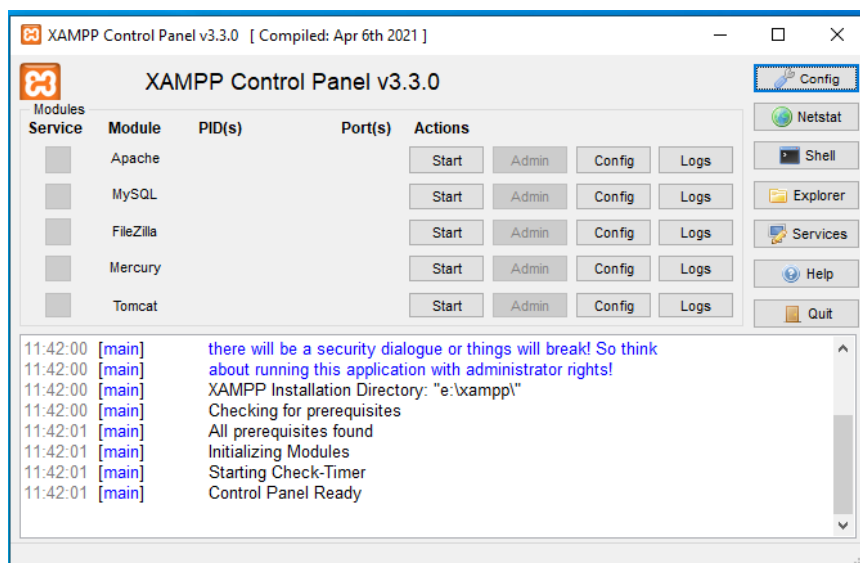 XAMPP Control Panel v3.3.0 [ Compiled: Apr 6th 2021 ]
XAMPP Control Panel v3.3.0
Config
Modules
Service Module PID(s) Port(s) Actions
Netstat
Apache Start Admin Config Logs
Shell
MySQL Start Admin Config Logs
Explorer
FileZilla Start Admin Config Logs
Services
Mercury Start Admin Config Logs
Help
Tomcat Start Admin Config Logs
Quit
11:42:00 [main] there will be a security dialogue or things will break! So think
11:42:00 [main] about running this application with administrator rights!
11:42:00 [main] XAMPP Installation Directory: "e:\xampp\"
11:42:00 [main] Checking for prerequisites
11:42:01 [main] All prerequisites found
11:42:01 [main] Initializing Modules
11:42:01 [main] Starting Check-Timer
11:42:01 [main] Control Panel Ready